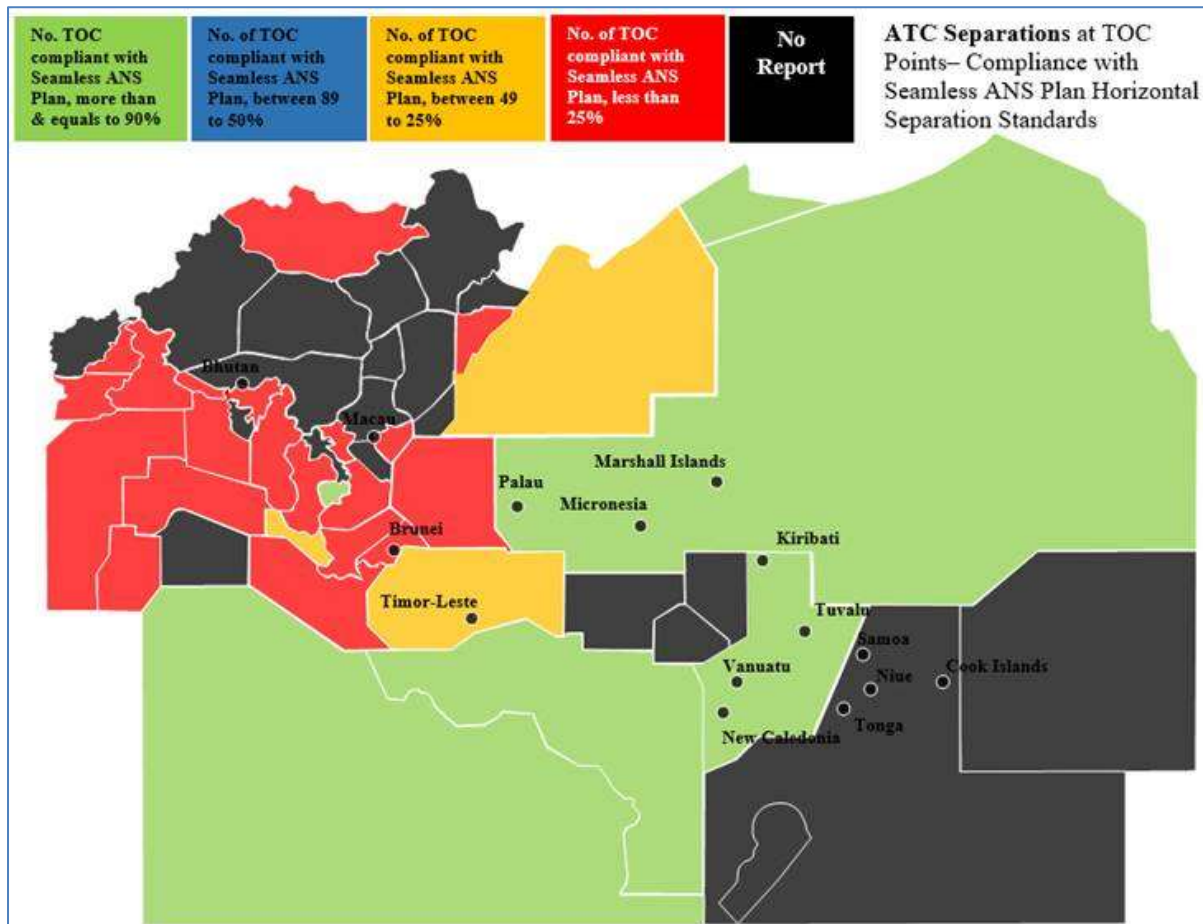 No. TOC
compliant with
Seamless ANS
Plan, more than
& equals to 90%
No. of TOC
compliant with
Seamless ANS
Plan, between 89
to 50%
No. of TOC
compliant with
Seamless ANS
Plan, between 49
to 25%
No. of TOC
compliant with
Seamless ANS
Plan, less than
25%
No
Report
ATC Separations at TOC
Points– Compliance with
Seamless ANS Plan Horizontal
Separation Standards
Bhutan
Macau
Marshall Islands
Palau
Micronesia
Brunei
Kiribati
Timor-Leste
Tuvalu
Samoa
Vanuatu
Niue
Cook Islands
New Caledonia
Tonga